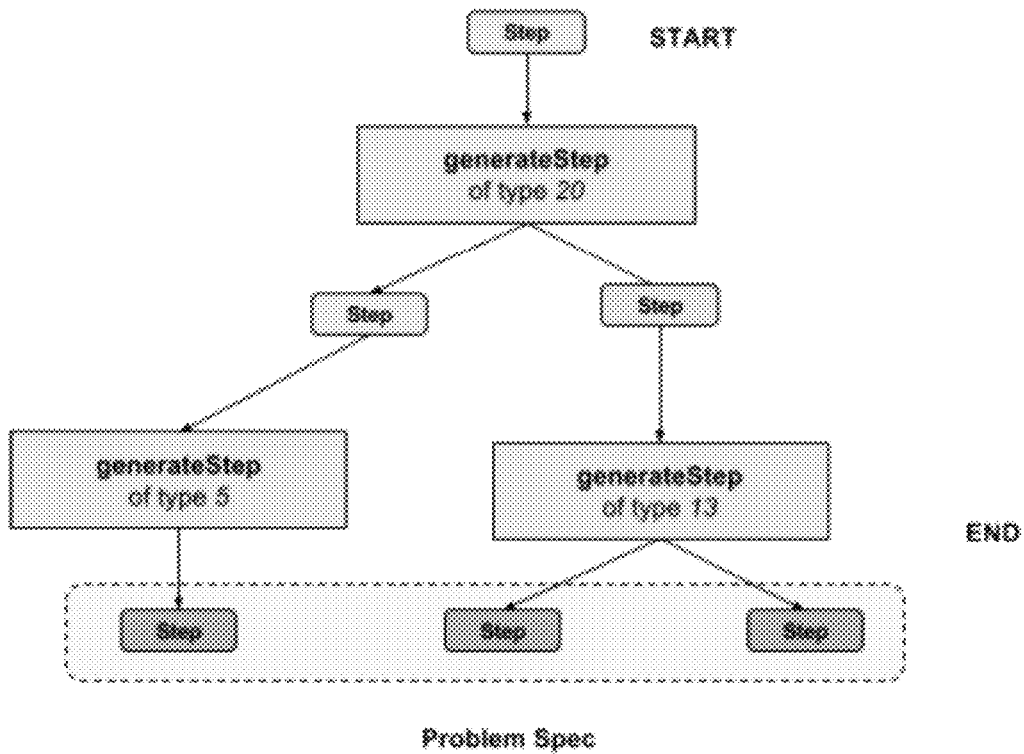 Step
START
generateStep
of type 20
Step
Step
generateStep
of type 5
generateStep
of type 13
END
Step
Step
Step
Problem Spec